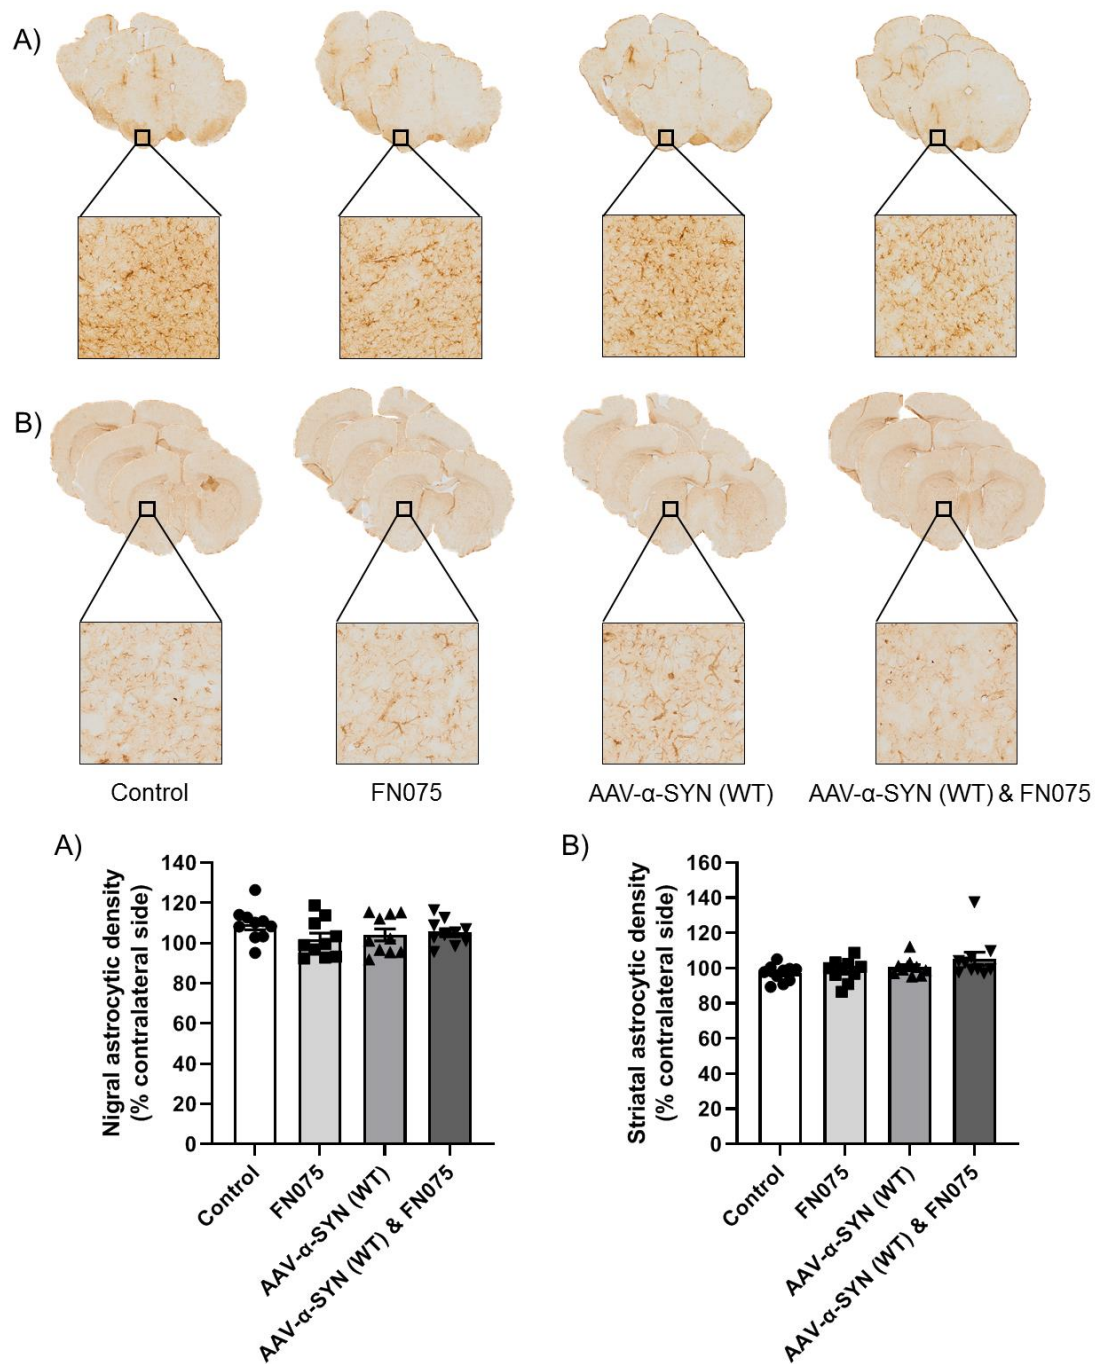 A)
B)
Control
FN075
AAV-α-SYN (WT)
AAV-α-SYN (WT) & FN075
A)
Nigral astrocytic density
(% contralateral side)
140
120
100
80
60
40
20
0
Control
FN075
AAV-α-SYN (WT)
AAV-α-SYN (WT) & FN075
B)
Striatal astrocytic density
(% contralateral side)
160
140
120
100
80
60
40
20
0
Control
FN075
AAV-α-SYN (WT)
AAV-α-SYN (WT) & FN075